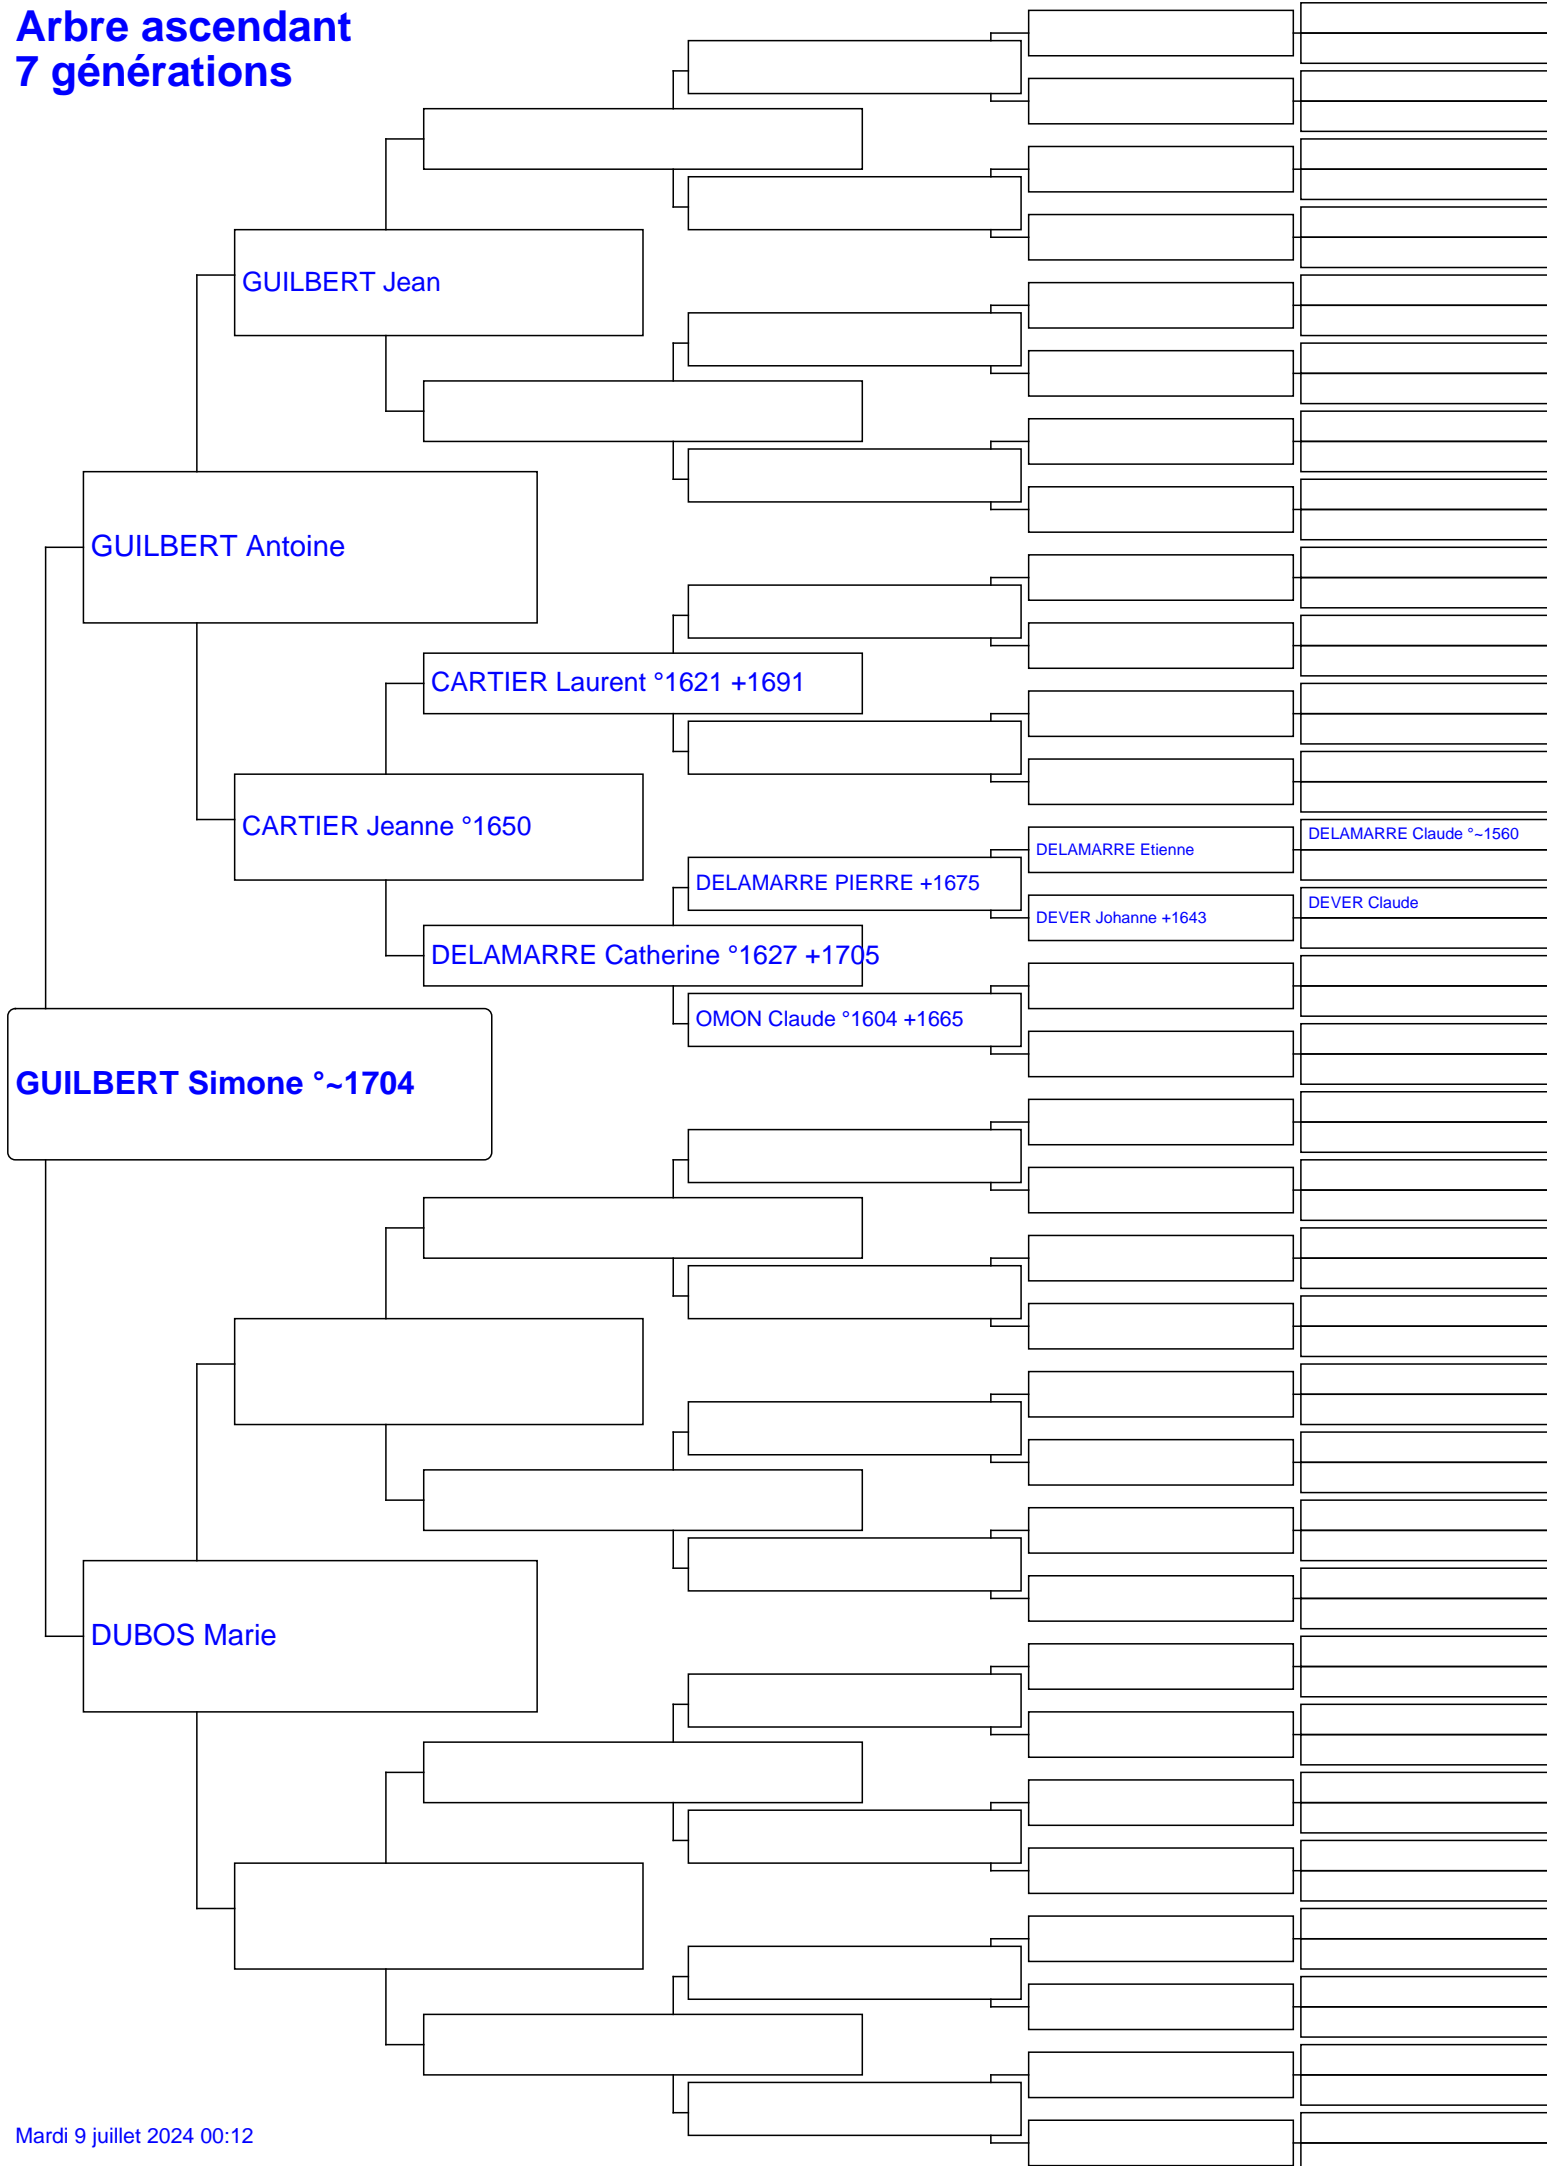 Arbre ascendant
7 générations
GUILBERT Jean
GUILBERT Antoine
CARTIER Laurent °1621 +1691
CARTIER Jeanne °1650
DELAMARRE Claude °~1560
DELAMARRE Etienne
DELAMARRE PIERRE +1675
DEVER Claude
DEVER Johanne +1643
DELAMARRE Catherine °1627 +1705
OMON Claude °1604 +1665
GUILBERT Simone °~1704
DUBOS Marie
Mardi 9 juillet 2024 00:12